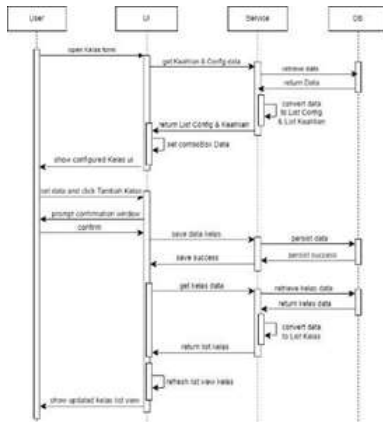 User
UI
Service
DB
open Kelas form
get Keahlian & Config data
retrieve data
return Data
convert data
to List Config
& List Keahlian
return List Config & Keahlian
set comboBox Data
show configured Kelas ui
set data and click Tambah Kelas
prompt confirmation window
confirm
save data kelas
persist data
persist success
save success
get kelas data
retrieve kelas data
return kelas data
convert data
to List Kelas
return list kelas
refresh list view kelas
show updated kelas list view